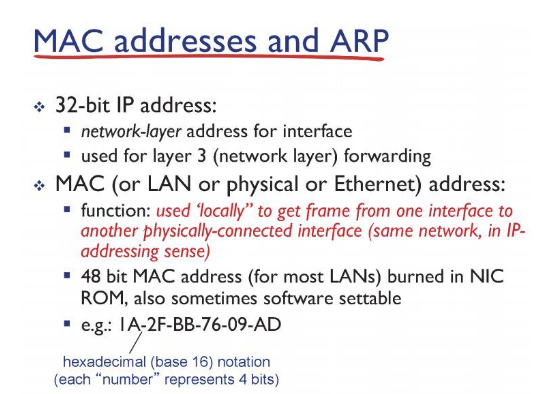 MAC addresses and ARP
❖ 32-bit IP address:
▪ network-layer address for interface
▪ used for layer 3 (network layer) forwarding
❖ MAC (or LAN or physical or Ethernet) address:
▪ function: used ‘locally” to get frame from one interface to
another physically-connected interface (same network, in IP-
addressing sense)
▪ 48 bit MAC address (for most LANs) burned in NIC
ROM, also sometimes software settable
▪ e.g.: 1A-2F-BB-76-09-AD
hexadecimal (base 16) notation
(each “number” represents 4 bits)